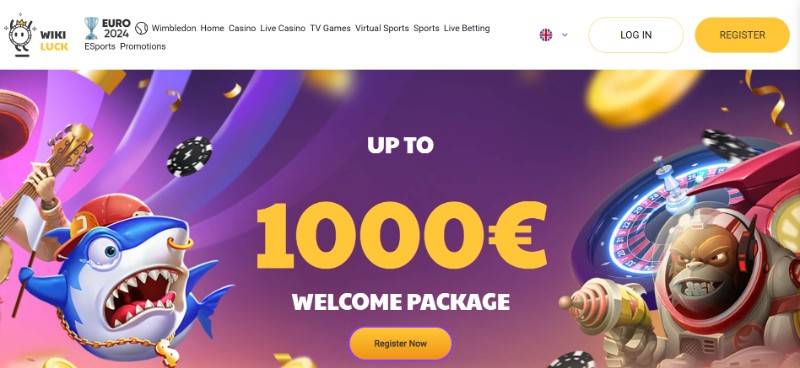 WIKI
LUCK
EURO
2024
Wimbledon Home Casino Live Casino TV Games Virtual Sports Sports Live Betting
ESports Promotions
LOG IN
REGISTER
UP TO
1000€
WELCOME PACKAGE
Register Now